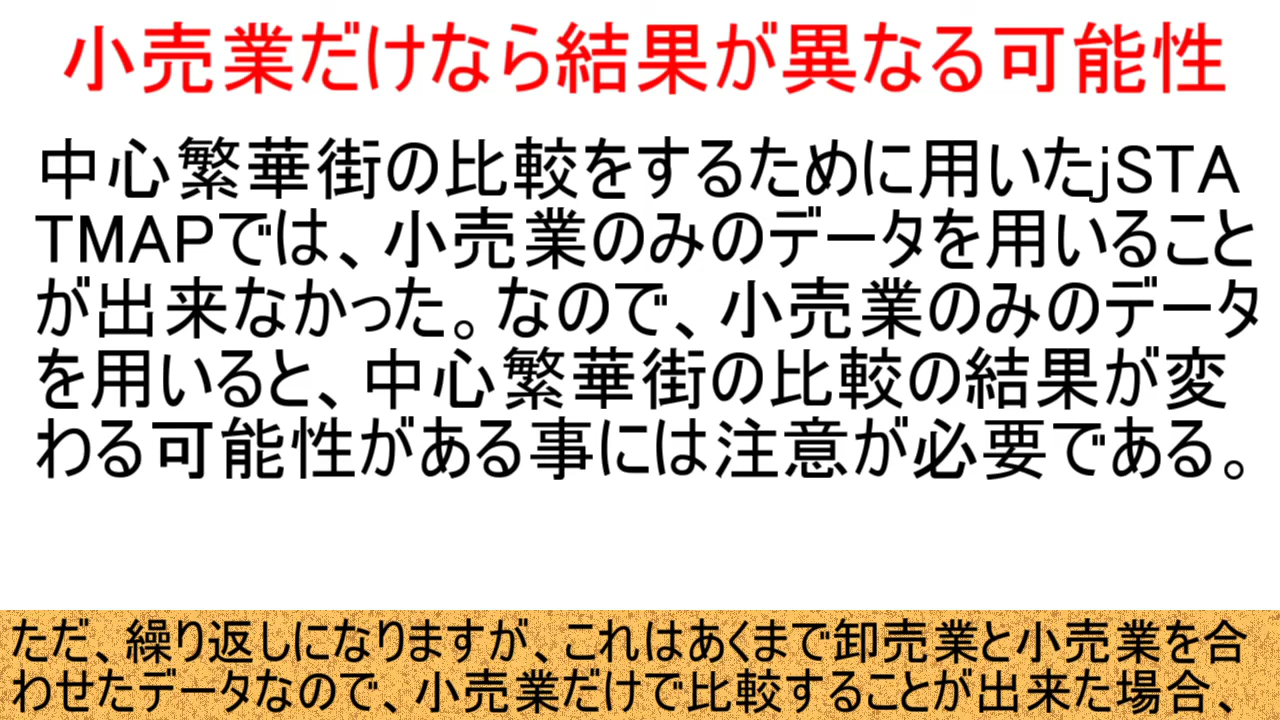 小売業だけなら結果が異なる可能性
中心繁華街の比較をするために用いたjSTA
TMAPでは、小売業のみのデータを用いること
が出来なかった。なので、小売業のみのデータ
を用いると、中心繁華街の比較の結果が変
わる可能性がある事には注意が必要である。
ただ、繰り返しになりますが、これはあくまで卸売業と小売業を合
わせたデータなので、小売業だけで比較することが出来た場合、